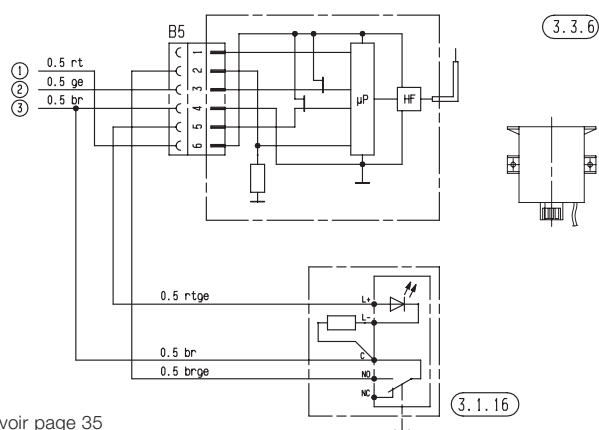 3.3.6
B5
1
2
3
4
5
6
1 0.5 rt
2 0.5 ge
3 0.5 br
µP
HF
0.5 rtge
L+
L-
0.5 br
C
0.5 brge
NO
NC
3.1.16
voir page 35